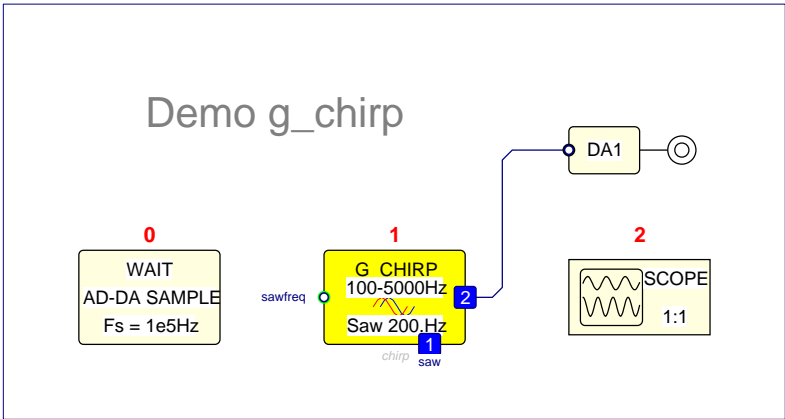 Demo g_chirp
DA1
0
1
2
WAIT
AD-DA SAMPLE
Fs = 1e5Hz
sawfreq
G_CHIRP
100-5000Hz
Saw 200.Hz
2
1
chirp
saw
SCOPE
1:1